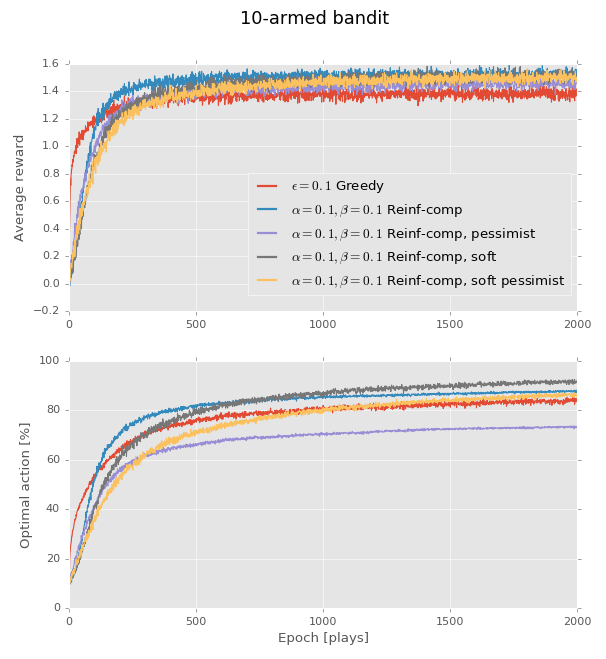 10-armed bandit
1.6
1.4
1.2
1.0
0.8
0.6
0.4
0.2
0.0
−0.2
Average reward
ϵ = 0.1 Greedy
α = 0.1, β = 0.1 Reinf-comp
α = 0.1, β = 0.1 Reinf-comp, pessimist
α = 0.1, β = 0.1 Reinf-comp, soft
α = 0.1, β = 0.1 Reinf-comp, soft pessimist
0 500 1000 1500 2000
100
80
60
40
20
0
Optimal action [%]
0 500 1000 1500 2000
Epoch [plays]